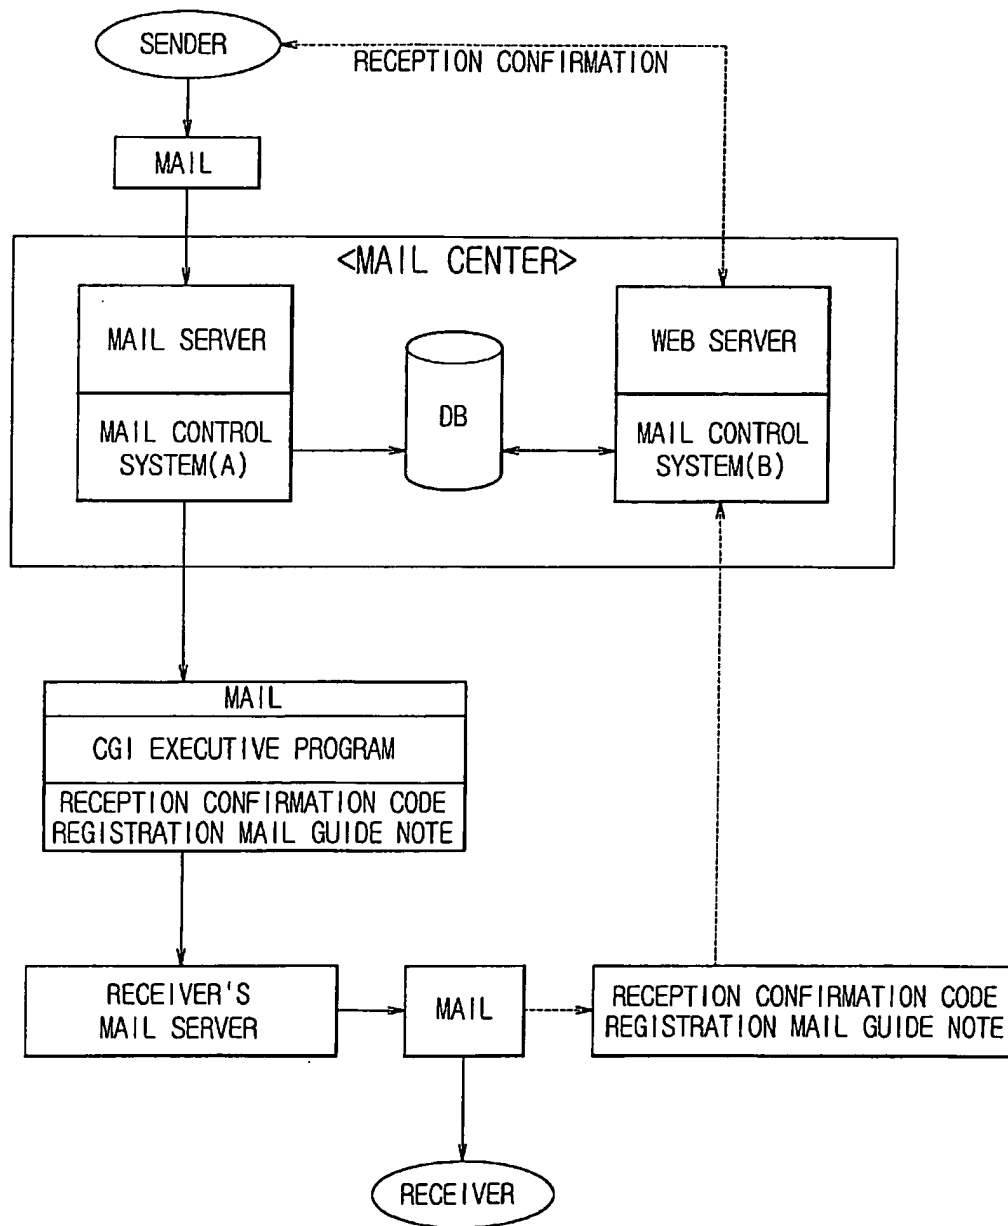 SENDER
RECEPTION CONFIRMATION
MAIL
<MAIL CENTER>
MAIL SERVER
WEB SERVER
MAIL CONTROL
SYSTEM(A)
DB
MAIL CONTROL
SYSTEM(B)
MAIL
CGI EXECUTIVE PROGRAM
RECEPTION CONFIRMATION CODE
REGISTRATION MAIL GUIDE NOTE
RECEIVER'S
MAIL SERVER
MAIL
RECEPTION CONFIRMATION CODE
REGISTRATION MAIL GUIDE NOTE
RECEIVER